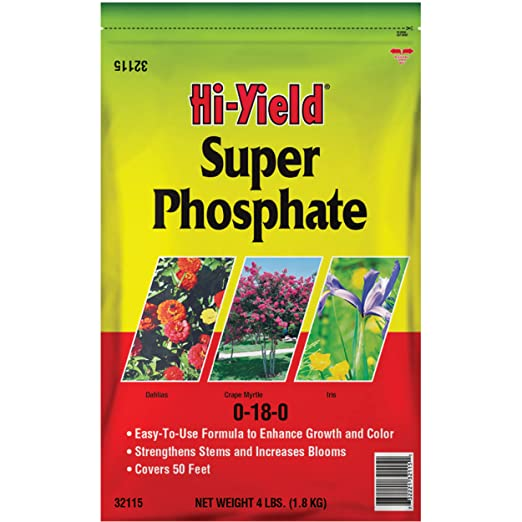 32115
Hi-Yield®
Super
Phosphate
Dahlias
Crape Myrtle
Iris
0-18-0
• Easy-To-Use Formula to Enhance Growth and Color
• Strengthens Stems and Increases Blooms
• Covers 50 Feet
32115
NET WEIGHT 4 LBS. (1.8 KG)